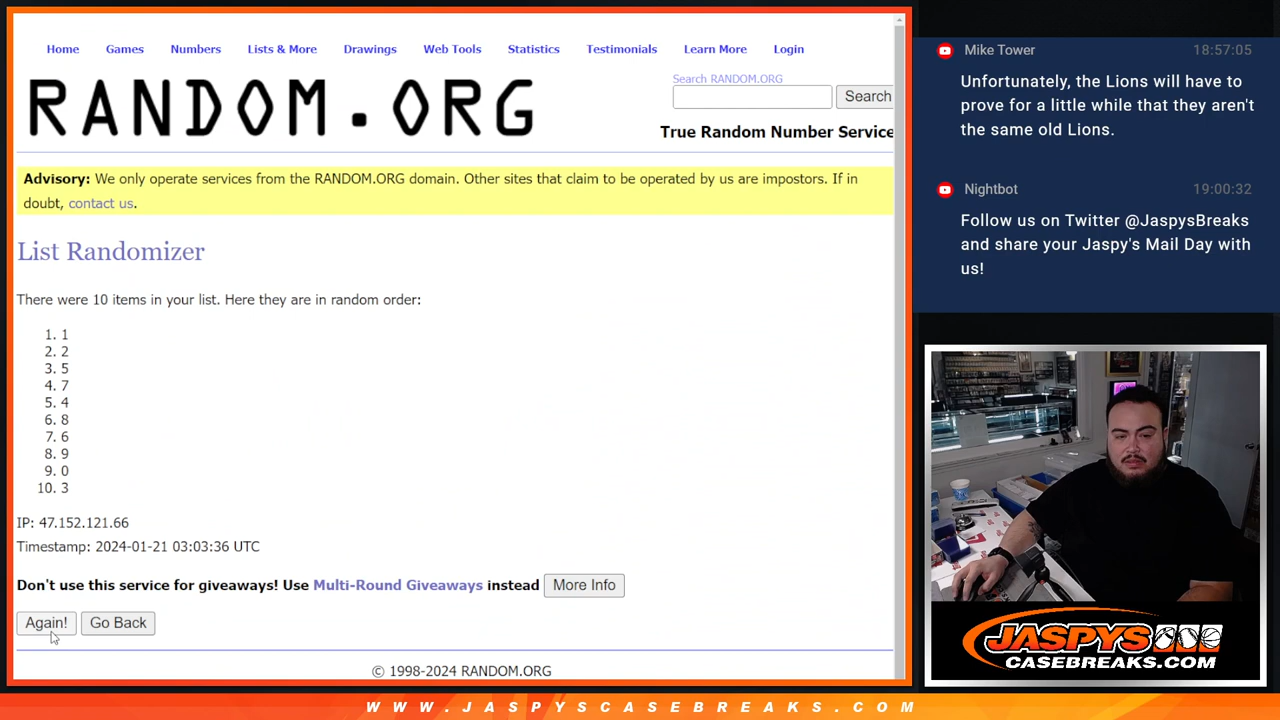 Home Games Numbers Lists & More Drawings Web Tools Statistics Testimonials Learn More Login
RANDOM.ORG
Search RANDOM.ORG
Search
True Random Number Service
Advisory: We only operate services from the RANDOM.ORG domain. Other sites that claim to be operated by us are impostors. If in
doubt, contact us.
List Randomizer
There were 10 items in your list. Here they are in random order:
1. 1
2. 2
3. 5
4. 7
5. 4
6. 8
7. 6
8. 9
9. 0
10. 3
IP: 47.152.121.66
Timestamp: 2024-01-21 03:03:36 UTC
Don't use this service for giveaways! Use Multi-Round Giveaways instead More Info
Again! Go Back
© 1998-2024 RANDOM.ORG
Mike Tower 18:57:05
Unfortunately, the Lions will have to
prove for a little while that they aren't
the same old Lions.
Nightbot 19:00:32
Follow us on Twitter @JaspysBreaks
and share your Jaspy's Mail Day with
us!
JASPYS
CASEBREAKS.COM
WWW.JASPYSCASEBREAKS.COM